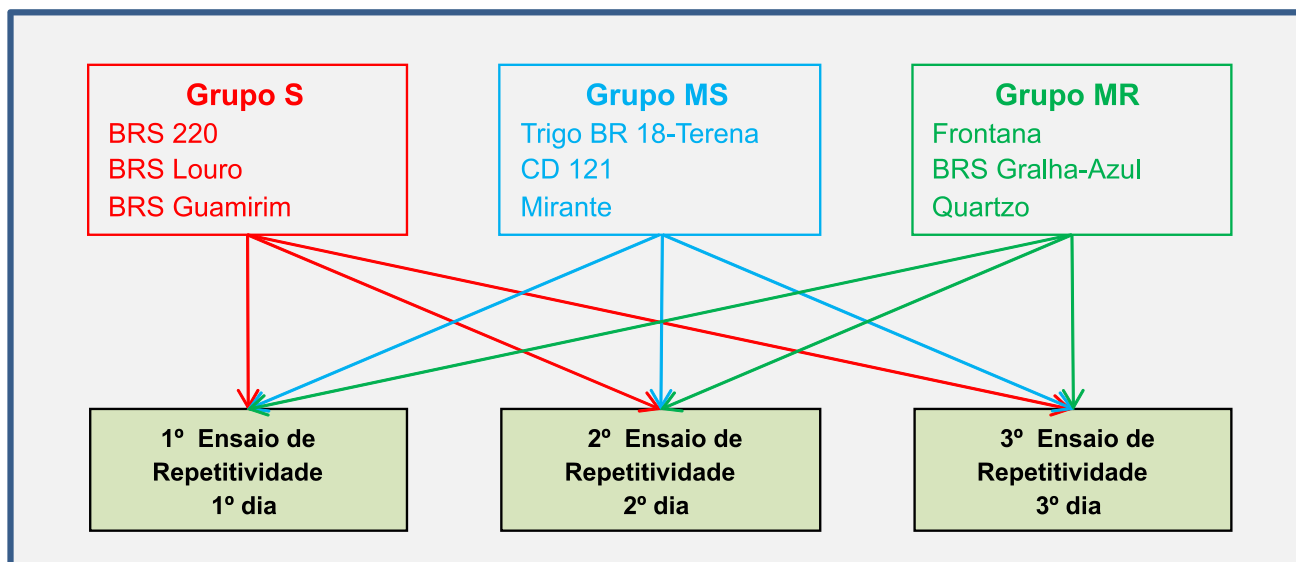 Grupo S
BRS 220
BRS Louro
BRS Guamirim
Grupo MS
Trigo BR 18-Terena
CD 121
Mirante
Grupo MR
Frontana
BRS Gralha-Azul
Quartzo
1º Ensaio de
Repetitividade
1º dia
2º Ensaio de
Repetitividade
2º dia
3º Ensaio de
Repetitividade
3º dia